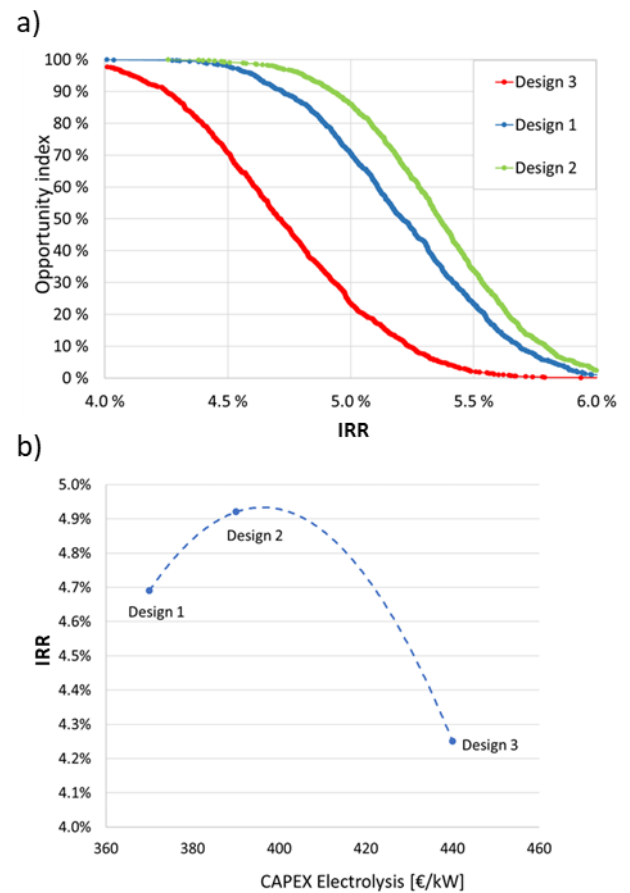 a)
Opportunity index
100 %
90 %
80 %
70 %
60 %
50 %
40 %
30 %
20 %
10 %
0 %
Design 3
Design 1
Design 2
4.0 %
4.5 %
5.0 %
5.5 %
6.0 %
IRR
b)
IRR
5.0%
4.9%
4.8%
4.7%
4.6%
4.5%
4.4%
4.3%
4.2%
4.1%
4.0%
Design 2
Design 1
Design 3
360
380
400
420
440
460
CAPEX Electrolysis [€/kW]